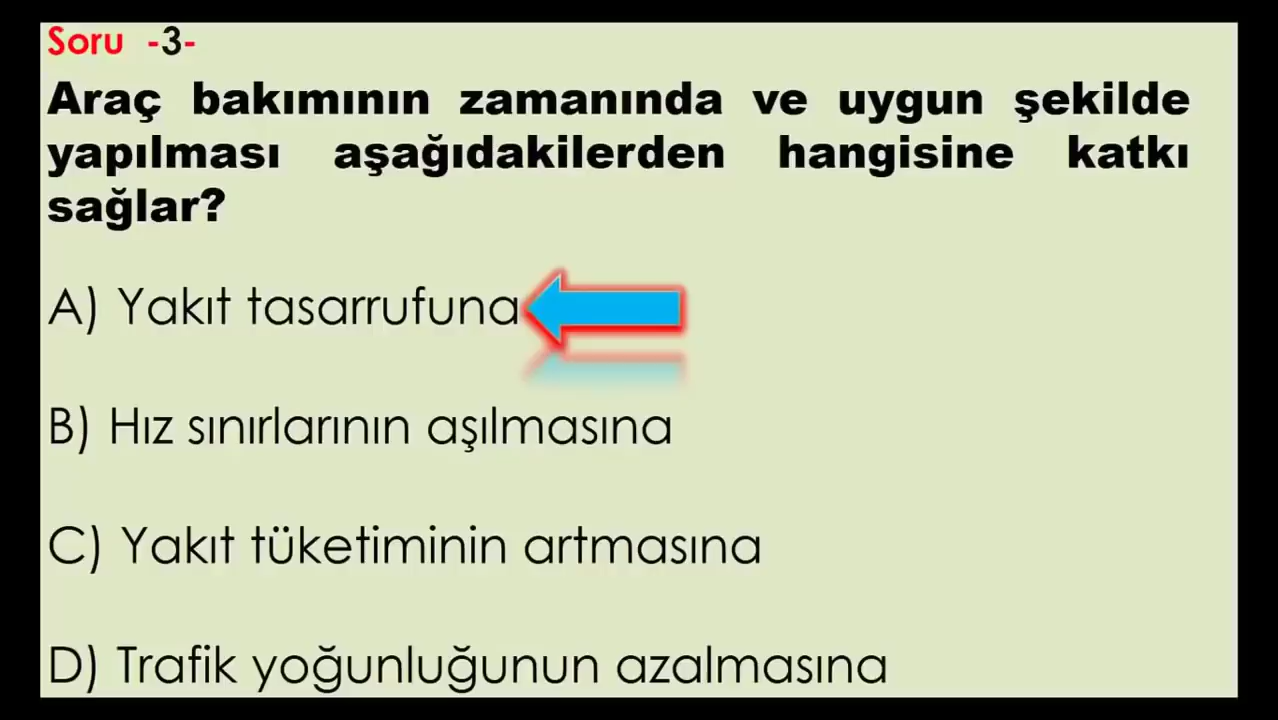 Soru -3-
Araç bakımının zamanında ve uygun şekilde
yapılması aşağıdakilerden hangisine katkı
sağlar?
A) Yakıt tasarrufuna
B) Hız sınırlarının aşılmasına
C) Yakıt tüketiminin artmasına
D) Trafik yoğunluğunun azalmasına